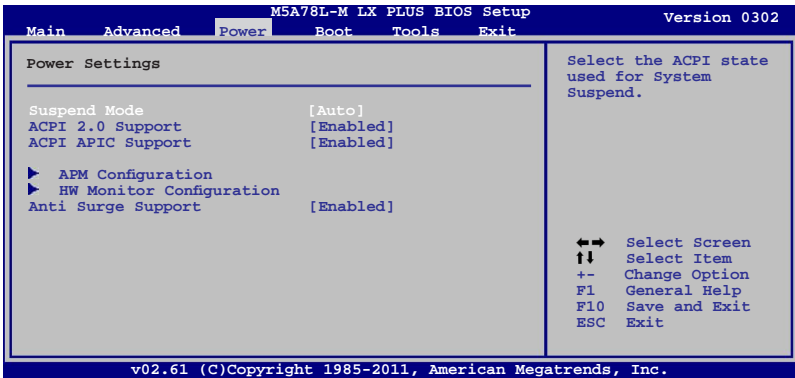 M5A78L-M LX PLUS BIOS Setup
Version 0302
Main Advanced Power Boot Tools Exit
Power Settings
Suspend Mode [Auto]
ACPI 2.0 Support [Enabled]
ACPI APIC Support [Enabled]
APM Configuration
HW Monitor Configuration
Anti Surge Support [Enabled]
Select the ACPI state
used for System
Suspend.
←→ Select Screen
↑↓ Select Item
+- Change Option
F1 General Help
F10 Save and Exit
ESC Exit
v02.61 (C)Copyright 1985-2011, American Megatrends, Inc.